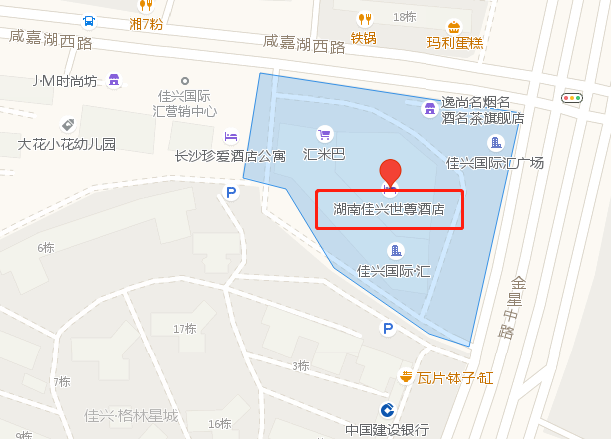 湘7粉
18栋
铁锅
玛利蛋糕
咸嘉湖西路
咸嘉湖西路
J·M时尚坊
佳兴国际
汇营销中心
逸尚名烟名
酒名茶旗舰店
大花小花幼儿园
长沙珍爱酒店公寓
汇米巴
佳兴国际汇广场
P
湖南佳兴世尊酒店
6栋
佳兴国际·汇
金星中路
17栋
P
3栋
7栋
瓦片·钵子·缸
佳兴·格林星城
16栋
中国建设银行